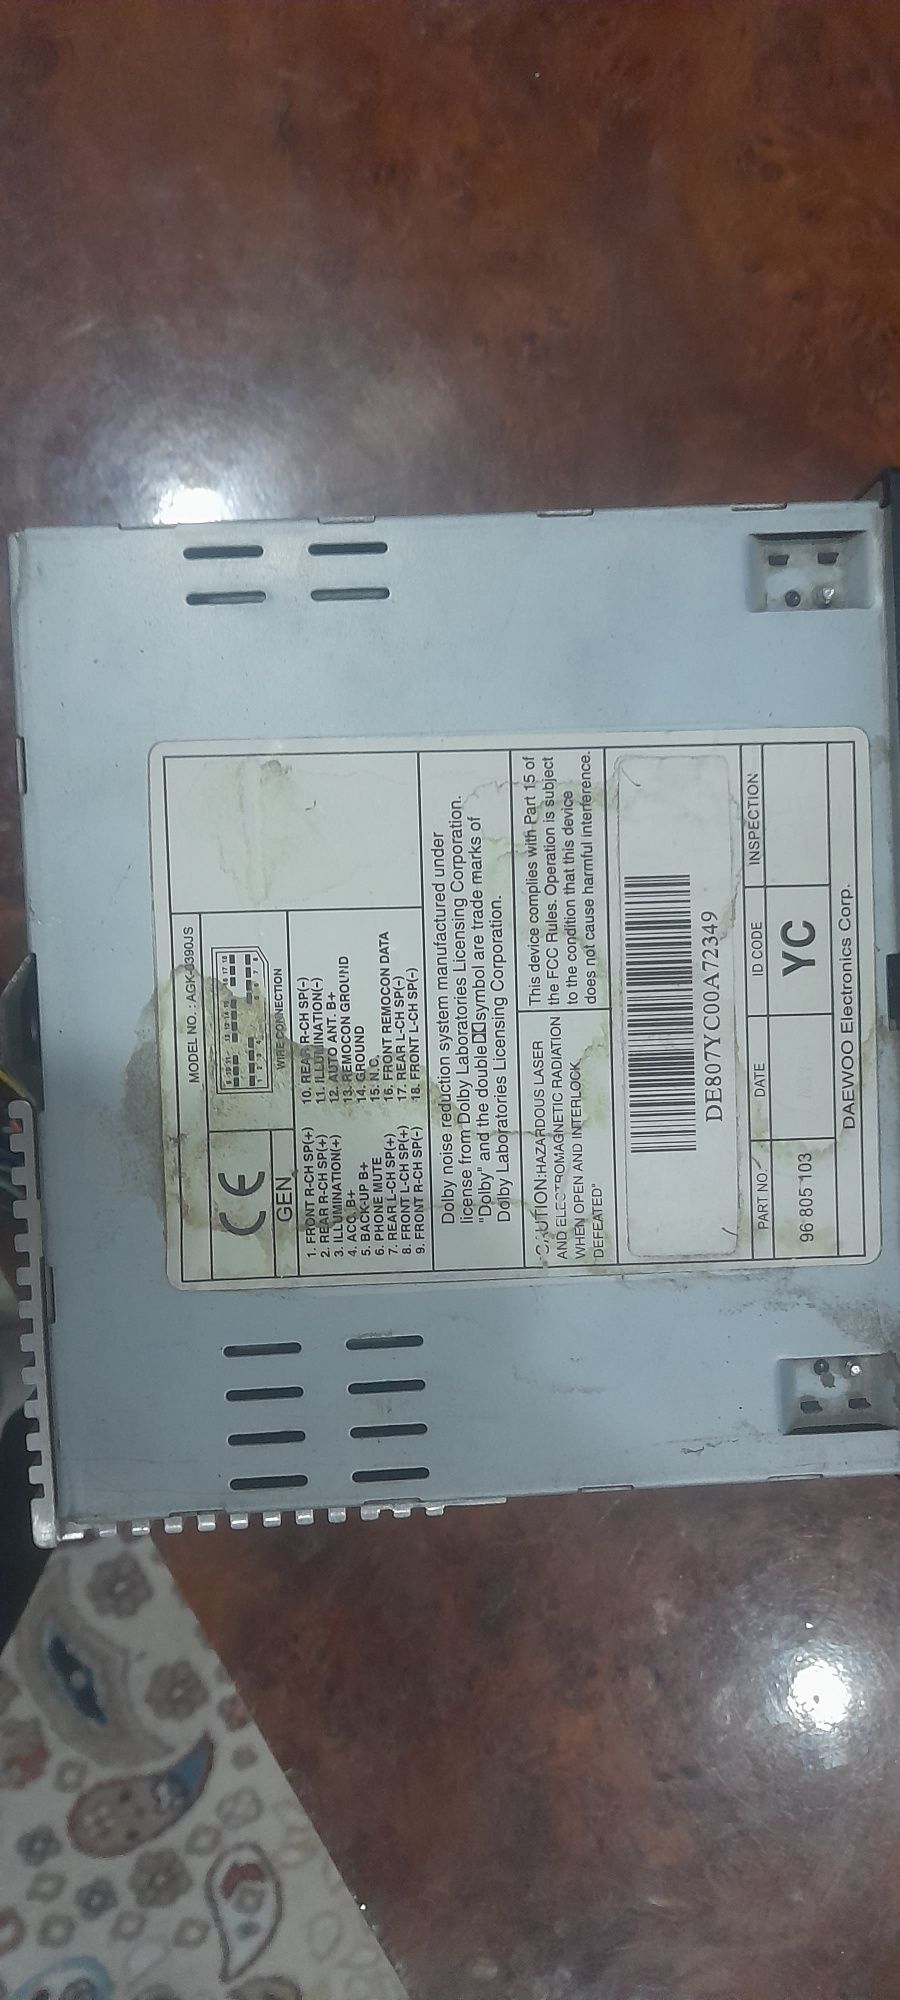 MODEL NO. : AGK-0390JS
CE
WIRE CONNECTION
GEN
1. FRONT R-CH SP(+)
2. REAR R-CH SP(+)
3. ILLUMINATION(+)
4. ACC. B+
5. BACK-UP B+
6. PHONE MUTE
7. REAR L-CH SP(+)
8. FRONT L-CH SP(+)
9. FRONT R-CH SP(-)
10. REAR R-CH SP(-)
11. ILLUMINATION(-)
12. AUTO ANT. B+
13. REMOCON GROUND
14. GROUND
15. N.C.
16. FRONT REMOCON DATA
17. REAR L-CH SP(-)
18. FRONT L-CH SP(-)
Dolby noise reduction system manufactured under
license from Dolby Laboratories Licensing Corporation.
"Dolby" and the double symbol are trade marks of
Dolby Laboratories Licensing Corporation.
"CAUTION:HAZARDOUS LASER
AND ELECTROMAGNETIC RADIATION
WHEN OPEN AND INTERLOCK
DEFEATED"
This device complies with Part 15 of
the FCC Rules. Operation is subject
to the condition that this device
does not cause harmful interference.
DE807YC00A72349
PART NO. DATE ID CODE INSPECTION
96 805 103 YC
DAEWOO Electronics Corp.